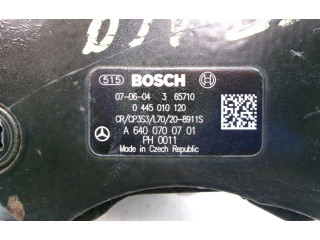 515 BOSCH
07-06-04 3 65710
0 445 010 120
CR/CP3S3/L70/20-8911S
A 640 070 07 01
PH 0011
Made in Czech Republic